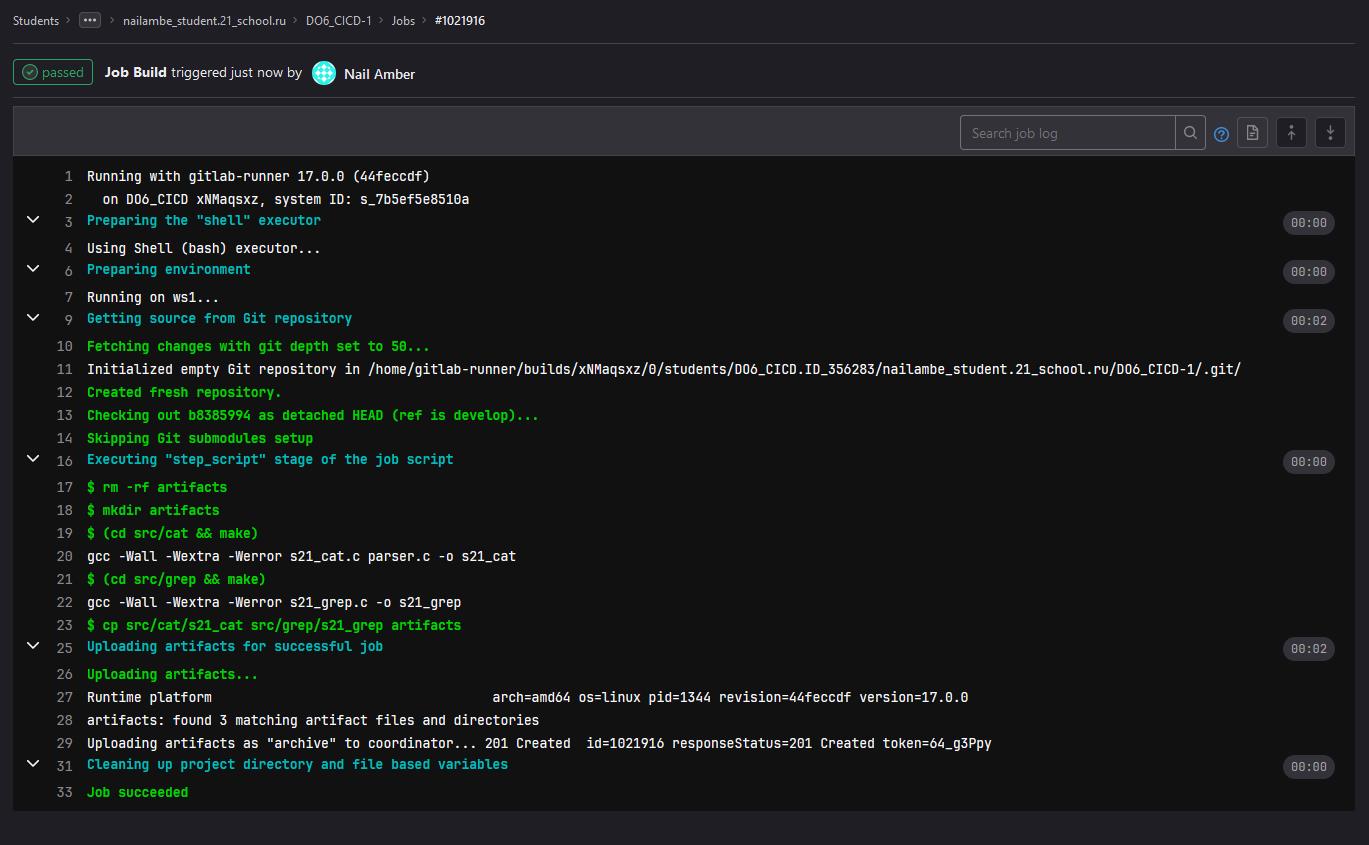 Students > ••• > nailambe_student.21_school.ru > DO6_CICD-1 > Jobs > #1021916
passed Job Build triggered just now by Nail Amber
Search job log
1 Running with gitlab-runner 17.0.0 (44feccdf)
2 on DO6_CICD xNMaqsxz, system ID: s_7b5ef5e8510a
3 Preparing the "shell" executor 00:00
4 Using Shell (bash) executor...
6 Preparing environment 00:00
7 Running on ws1...
9 Getting source from Git repository 00:02
10 Fetching changes with git depth set to 50...
11 Initialized empty Git repository in /home/gitlab-runner/builds/xNMaqsxz/0/students/DO6_CICD.ID_356283/nailambe_student.21_school.ru/DO6_CICD-1/.git/
12 Created fresh repository.
13 Checking out b8385994 as detached HEAD (ref is develop)...
14 Skipping Git submodules setup
16 Executing "step_script" stage of the job script 00:00
17 $ rm -rf artifacts
18 $ mkdir artifacts
19 $ (cd src/cat && make)
20 gcc -Wall -Wextra -Werror s21_cat.c parser.c -o s21_cat
21 $ (cd src/grep && make)
22 gcc -Wall -Wextra -Werror s21_grep.c -o s21_grep
23 $ cp src/cat/s21_cat src/grep/s21_grep artifacts
25 Uploading artifacts for successful job 00:02
26 Uploading artifacts...
27 Runtime platform arch=amd64 os=linux pid=1344 revision=44feccdf version=17.0.0
28 artifacts: found 3 matching artifact files and directories
29 Uploading artifacts as "archive" to coordinator... 201 Created id=1021916 responseStatus=201 Created token=64_g3Ppy
31 Cleaning up project directory and file based variables 00:00
33 Job succeeded